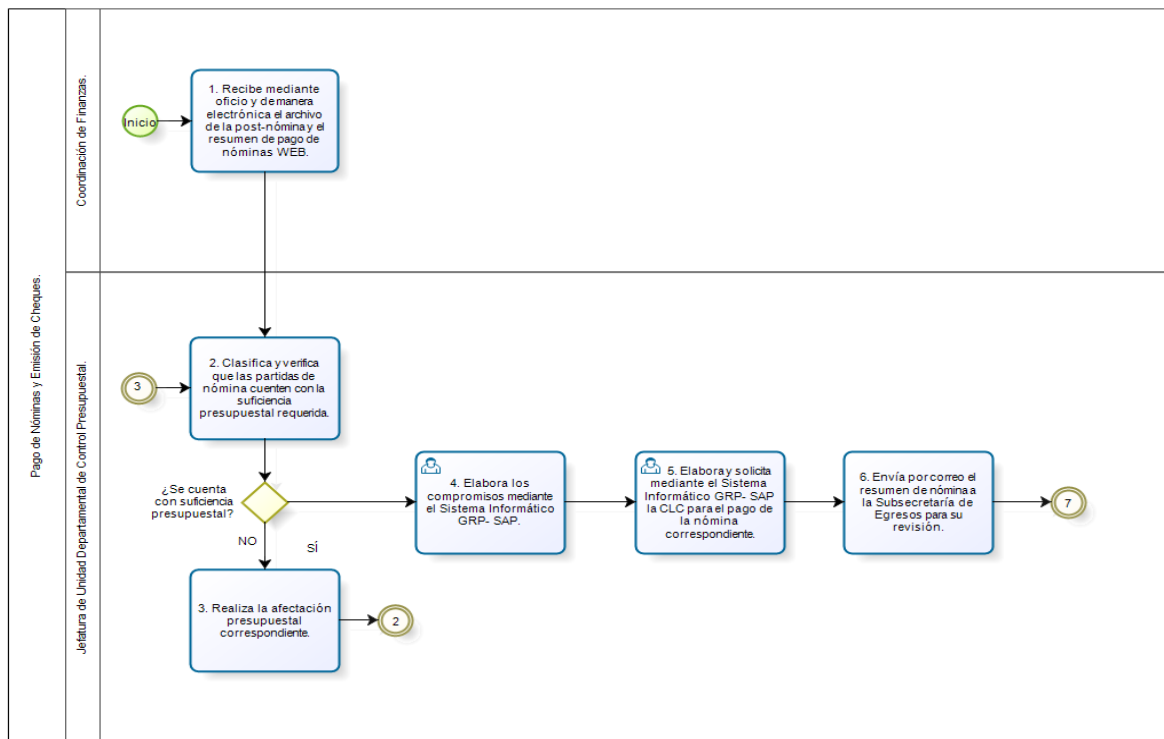 Pago de Nóminas y Emisión de Cheques.
Coordinación de Finanzas.
Inicio
1. Recibe mediante
oficio y de manera
electrónica el archivo
de la post-nómina y el
resumen de pago de
nóminas WEB.
Jefatura de Unidad Departamental de Control Presupuestal.
3
2. Clasifica y verifica
que las partidas de
nómina cuenten con la
suficiencia
presupuestal requerida.
¿Se cuenta
con suficiencia
presupuestal?
NO
SÍ
4. Elabora los
compromisos mediante
el Sistema Informático
GRP- SAP.
5. Elabora y solicita
mediante el Sistema
Informático GRP- SAP
la CLC para el pago de
la nómina
correspondiente.
6. Envía por correo el
resumen de nómina a
la Subsecretaría de
Egresos para su
revisión.
7
3. Realiza la afectación
presupuestal
correspondiente.
2